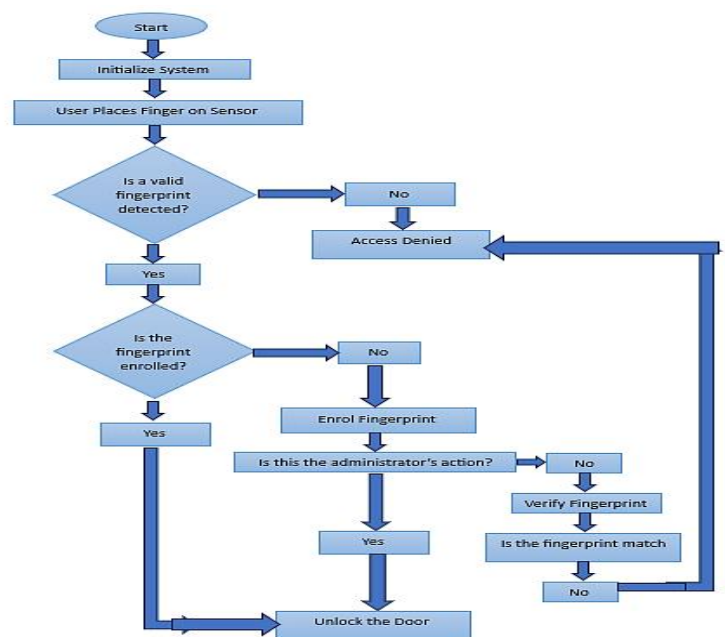 Start
Initialize System
User Places Finger on Sensor
Is a valid
fingerprint
detected?
No
Access Denied
Yes
Is the
fingerprint
enrolled?
No
Yes
Enrol Fingerprint
Is this the administrator's action?
No
Verify Fingerprint
Is the fingerprint match
Yes
No
Unlock the Door